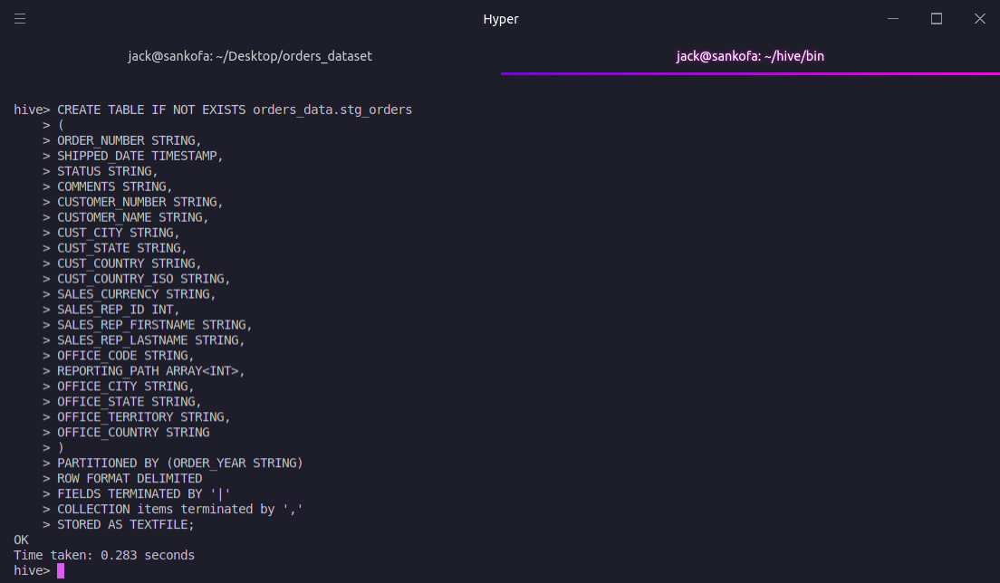 Hyper
jack@sankofa: ~/Desktop/orders_dataset
jack@sankofa: ~/hive/bin
hive> CREATE TABLE IF NOT EXISTS orders_data.stg_orders
    > (
    > ORDER_NUMBER STRING,
    > SHIPPED_DATE TIMESTAMP,
    > STATUS STRING,
    > COMMENTS STRING,
    > CUSTOMER_NUMBER STRING,
    > CUSTOMER_NAME STRING,
    > CUST_CITY STRING,
    > CUST_STATE STRING,
    > CUST_COUNTRY STRING,
    > CUST_COUNTRY_ISO STRING,
    > SALES_CURRENCY STRING,
    > SALES_REP_ID INT,
    > SALES_REP_FIRSTNAME STRING,
    > SALES_REP_LASTNAME STRING,
    > OFFICE_CODE STRING,
    > REPORTING_PATH ARRAY<INT>,
    > OFFICE_CITY STRING,
    > OFFICE_STATE STRING,
    > OFFICE_TERRITORY STRING,
    > OFFICE_COUNTRY STRING
    > )
    > PARTITIONED BY (ORDER_YEAR STRING)
    > ROW FORMAT DELIMITED
    > FIELDS TERMINATED BY '|'
    > COLLECTION items terminated by ','
    > STORED AS TEXTFILE;
OK
Time taken: 0.283 seconds
hive>